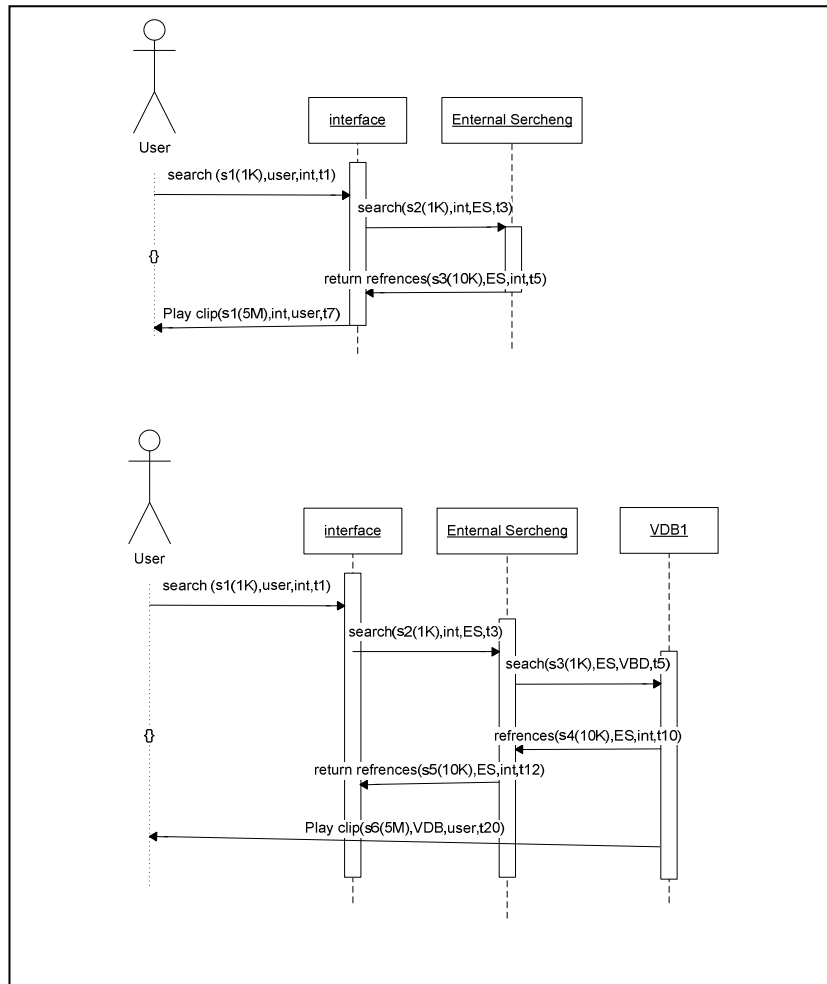 interface
Enternal Sercheng
User
search (s1(1K),user,int,t1)
search(s2(1K),int,ES,t3)
{}
return refrences(s3(10K),ES,int,t5)
Play clip(s1(5M),int,user,t7)
interface
Enternal Sercheng
VDB1
User
search (s1(1K),user,int,t1)
search(s2(1K),int,ES,t3)
seach(s3(1K),ES,VBD,t5)
{}
refrences(s4(10K),ES,int,t10)
return refrences(s5(10K),ES,int,t12)
Play clip(s6(5M),VDB,user,t20)